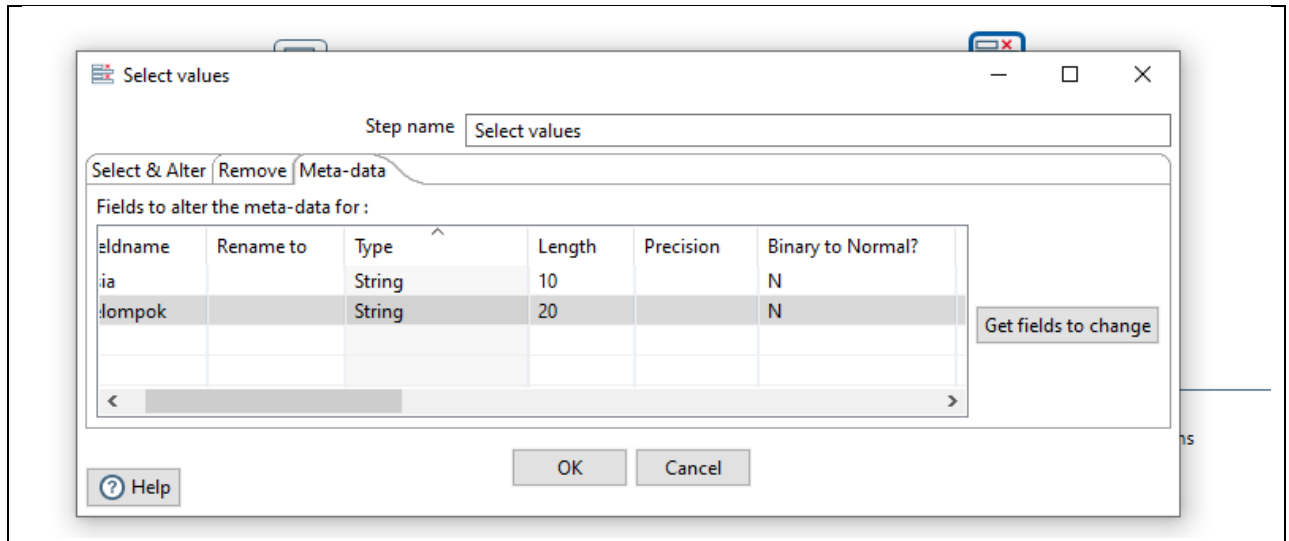 Select values
Step name Select values
Select & Alter Remove Meta-data
Fields to alter the meta-data for :
eldname Rename to Type Length Precision Binary to Normal?
ia String 10 N
elompok String 20 N
Get fields to change
ns
OK Cancel
Help